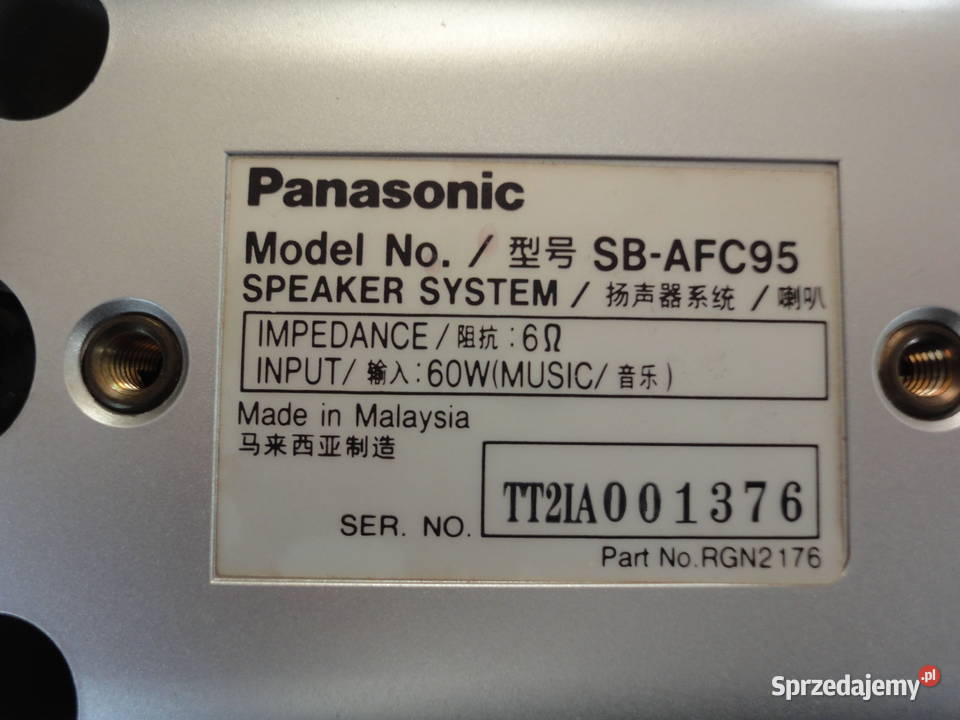 Panasonic
Model No. / 型号 SB-AFC95
SPEAKER SYSTEM / 扬声器系统 / 喇叭
IMPEDANCE / 阻抗 : 6Ω
INPUT/ 输入 : 60W(MUSIC/ 音乐 )
Made in Malaysia
马来西亚制造
SER. NO. TT2IA001376
Part No.RGN2176
Sprzedajemy.pl